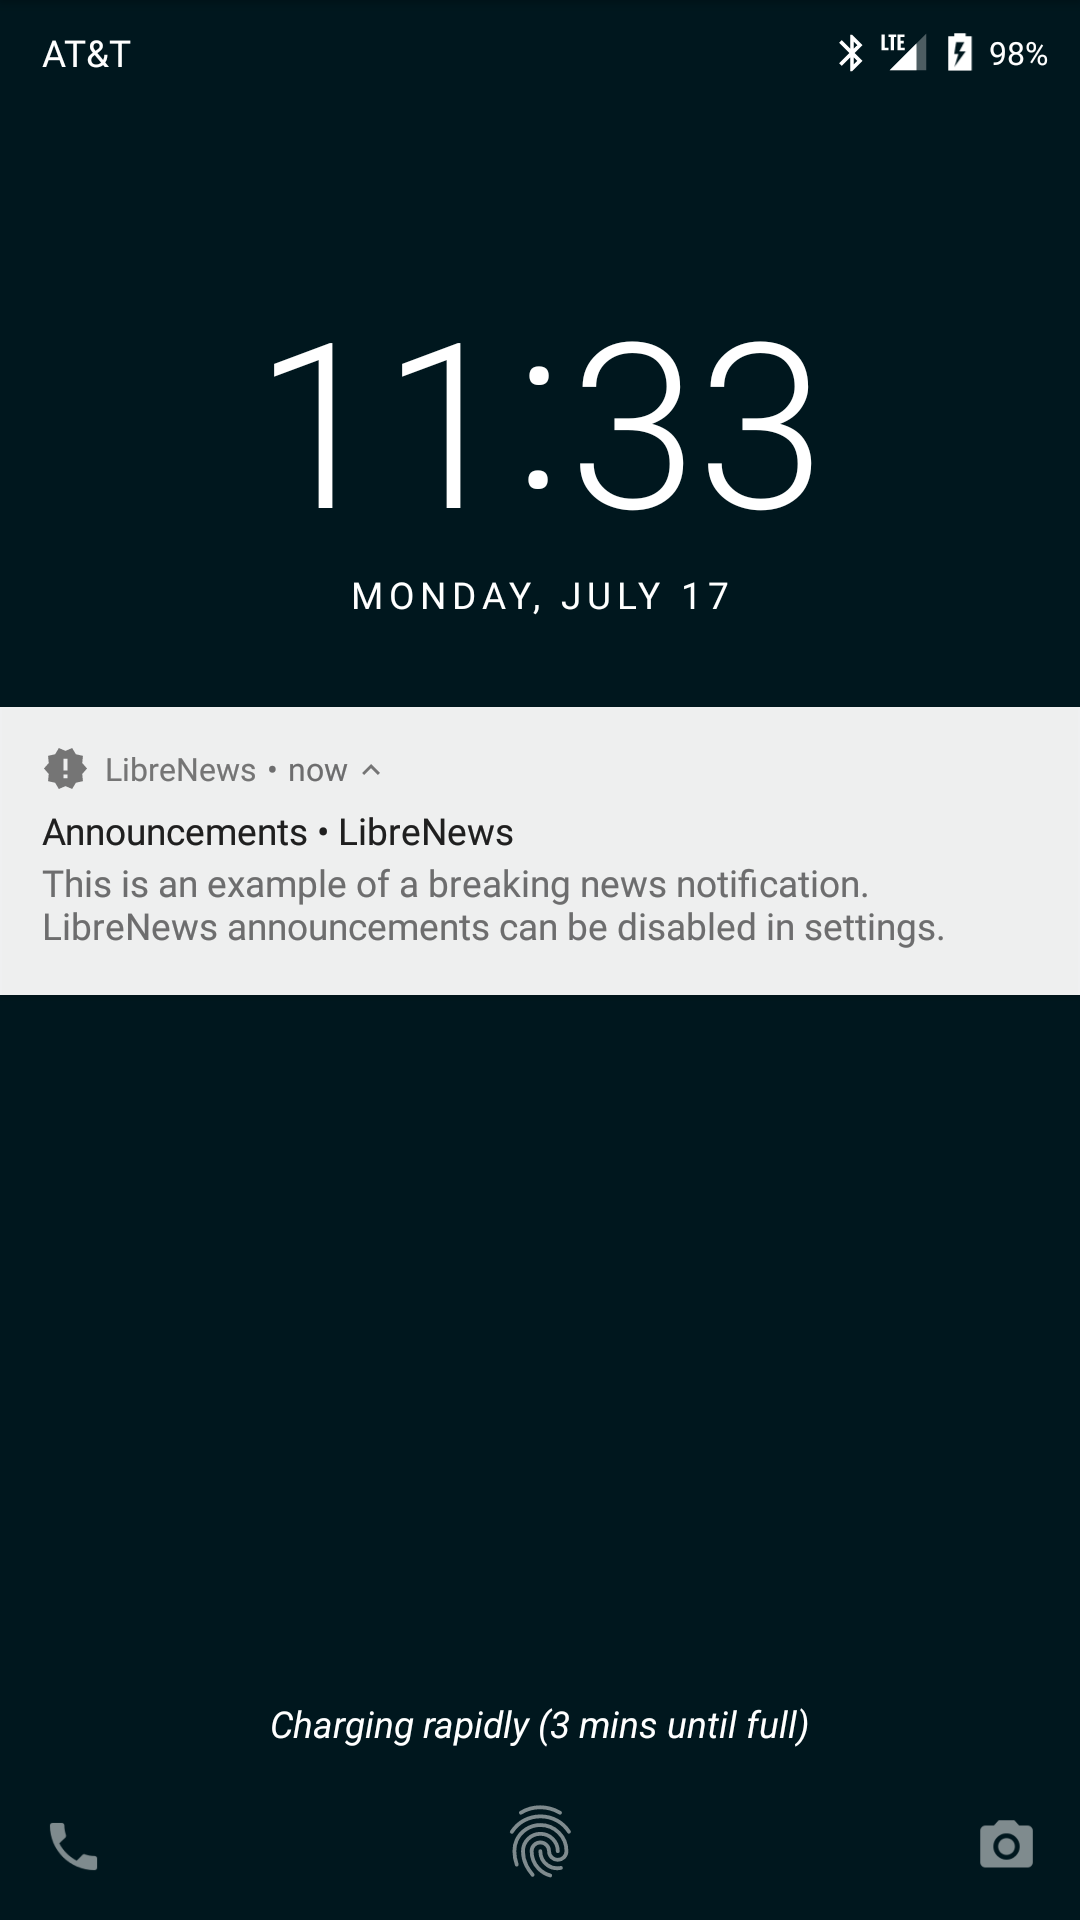 AT&T LTE 98%
11:33
MONDAY, JULY 17
LibreNews • now
Announcements • LibreNews
This is an example of a breaking news notification.
LibreNews announcements can be disabled in settings.
Charging rapidly (3 mins until full)